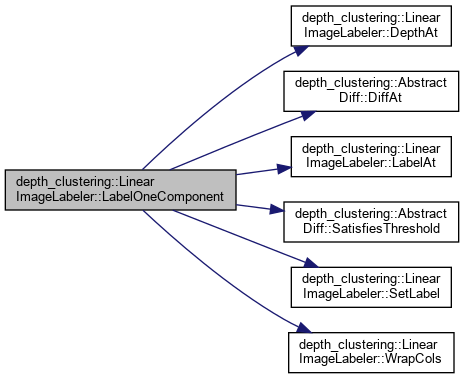 depth_clustering::Linear
ImageLabeler::DepthAt
depth_clustering::Abstract
Diff::DiffAt
depth_clustering::Linear
ImageLabeler::LabelAt
depth_clustering::Linear
ImageLabeler::LabelOneComponent
depth_clustering::Abstract
Diff::SatisfiesThreshold
depth_clustering::Linear
ImageLabeler::SetLabel
depth_clustering::Linear
ImageLabeler::WrapCols